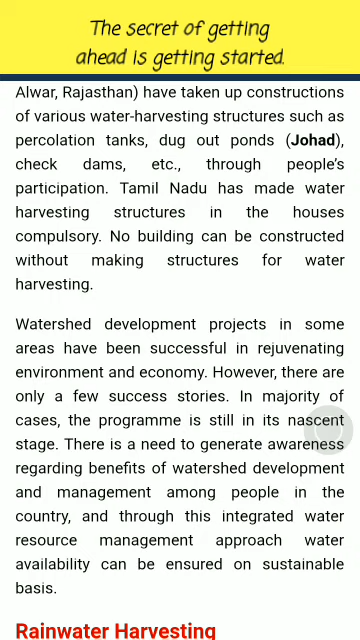 The secret of getting
ahead is getting started.
Alwar, Rajasthan) have taken up constructions
of various water-harvesting structures such as
percolation tanks, dug out ponds (Johad),
check dams, etc., through people's
participation. Tamil Nadu has made water
harvesting structures in the houses
compulsory. No building can be constructed
without making structures for water
harvesting.
Watershed development projects in some
areas have been successful in rejuvenating
environment and economy. However, there are
only a few success stories. In majority of
cases, the programme is still in its nascent
stage. There is a need to generate awareness
regarding benefits of watershed development
and management among people in the
country, and through this integrated water
resource management approach water
availability can be ensured on sustainable
basis.
Rainwater Harvesting